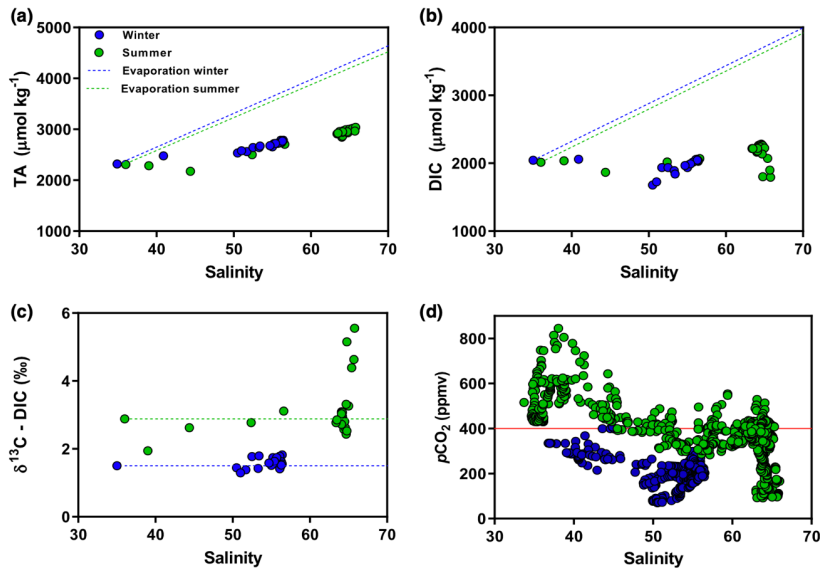 (a)
5000
4000
3000
2000
1000
TA
(μmol kg⁻¹)
Winter
Summer
Evaporation winter
Evaporation summer
30 40 50 60 70
Salinity
(b)
4000
3000
2000
1000
DIC (μmol kg⁻¹)
30 40 50 60 70
Salinity
(c)
6
4
2
0
δ¹³C - DIC (‰)
30 40 50 60 70
Salinity
(d)
800
600
400
200
0
pCO₂ (ppmv)
30 40 50 60 70
Salinity